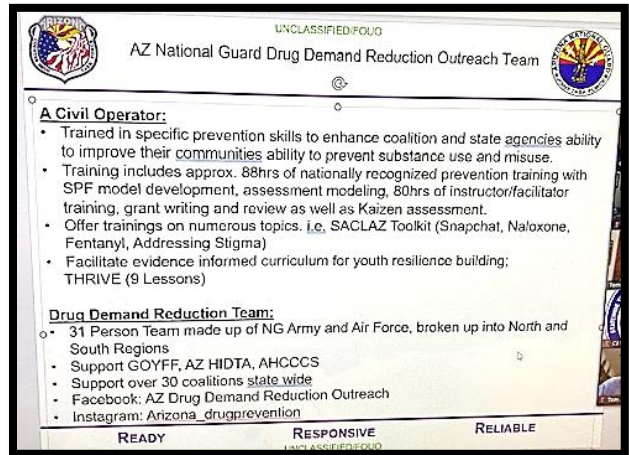 UNCLASSIFIED/FOUO
AZ National Guard Drug Demand Reduction Outreach Team
A Civil Operator:
• Trained in specific prevention skills to enhance coalition and state agencies ability
to improve their communities ability to prevent substance use and misuse.
• Training includes approx. 88hrs of nationally recognized prevention training with
SPF model development, assessment modeling, 80hrs of instructor/facilitator
training, grant writing and review as well as Kaizen assessment.
• Offer trainings on numerous topics. i.e, SACLAZ Toolkit (Snapchat, Naloxone,
Fentanyl, Addressing Stigma)
• Facilitate evidence informed curriculum for youth resilience building;
THRIVE (9 Lessons)
Drug Demand Reduction Team:
• 31 Person Team made up of NG Army and Air Force, broken up into North and
South Regions
• Support GOYFF, AZ HIDTA, AHCCCS
• Support over 30 coalitions state wide
• Facebook: AZ Drug Demand Reduction Outreach
• Instagram: Arizona_drugprevention
READY RESPONSIVE RELIABLE
UNCLASSIFIED/FOUO